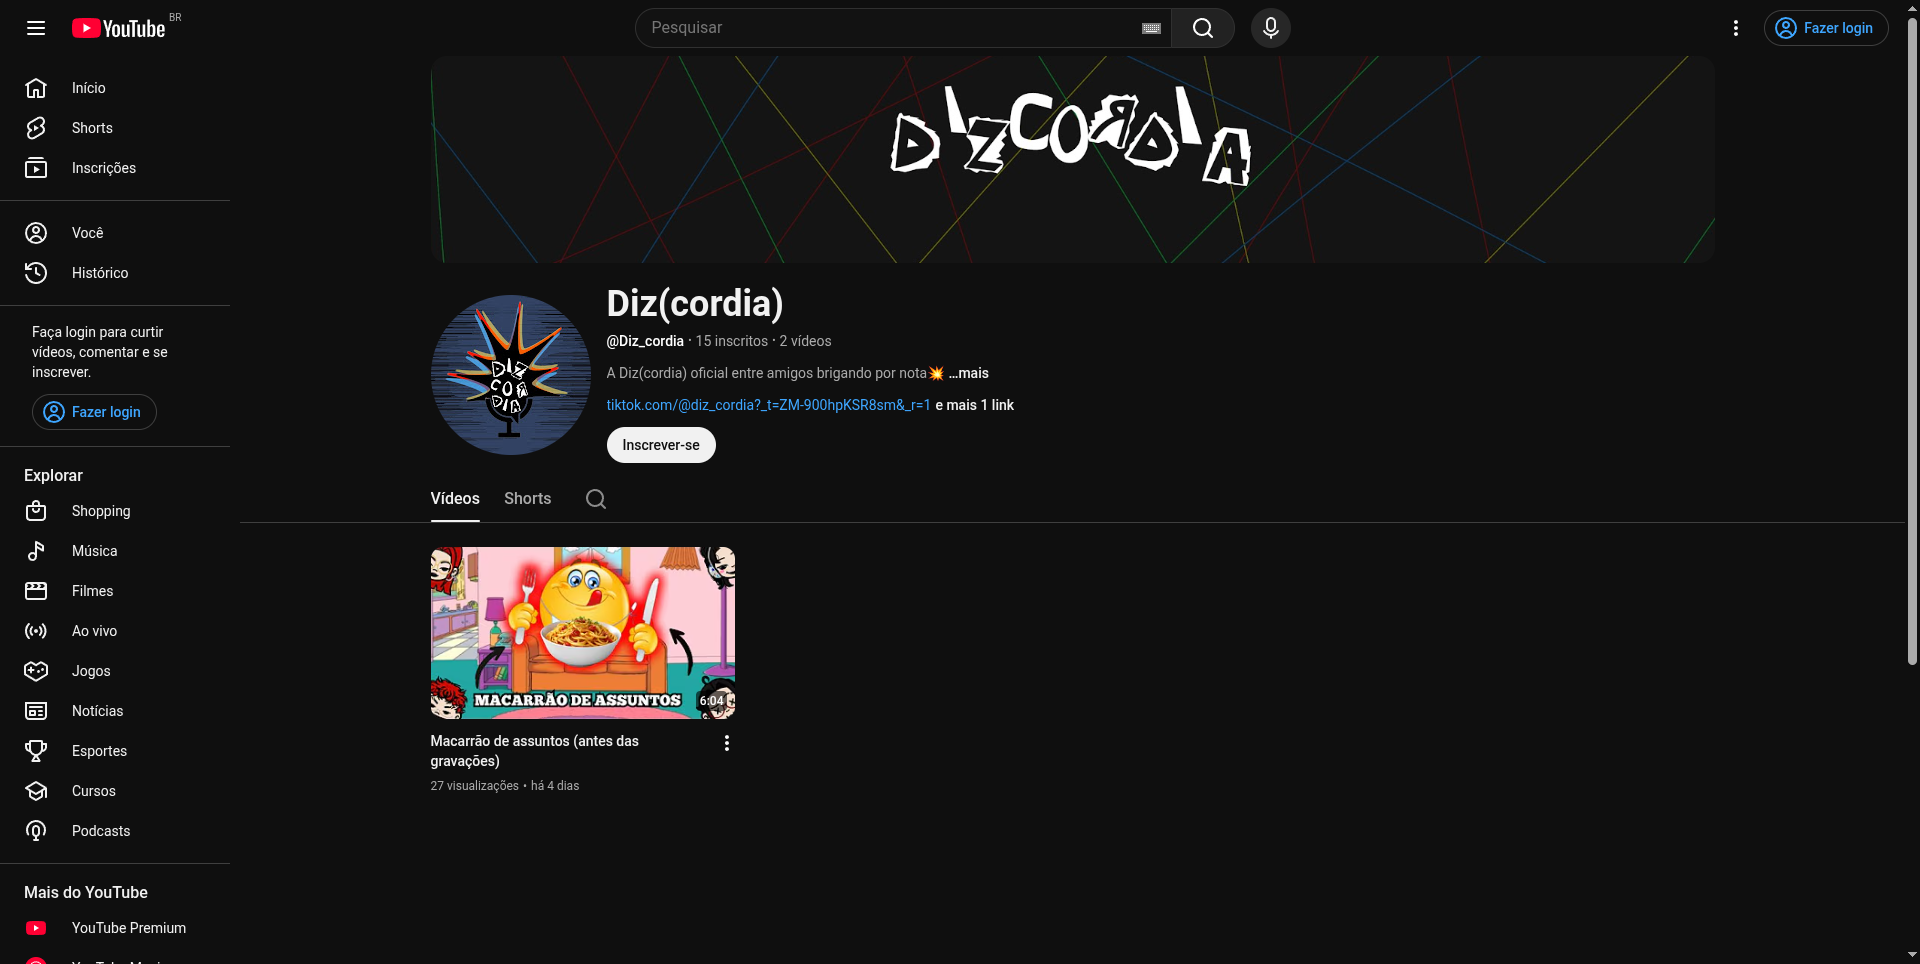 YouTube BR
Pesquisar
Fazer login
Início
Shorts
Inscrições
Você
Histórico
Faça login para curtir
vídeos, comentar e se
inscrever.
Fazer login
Explorar
Shopping
Música
Filmes
Ao vivo
Jogos
Notícias
Esportes
Cursos
Podcasts
Mais do YouTube
YouTube Premium
DIZCORDIA
DIZ
COR
DIA
Diz(cordia)
@Diz_cordia • 15 inscritos • 2 vídeos
A Diz(cordia) oficial entre amigos brigando por nota💥 ...mais
tiktok.com/@diz_cordia?_t=ZM-900hpKSR8sm&_r=1 e mais 1 link
Inscrever-se
Vídeos Shorts
MACARRÃO DE ASSUNTOS
6:04
Macarrão de assuntos (antes das
gravações)
27 visualizações • há 4 dias